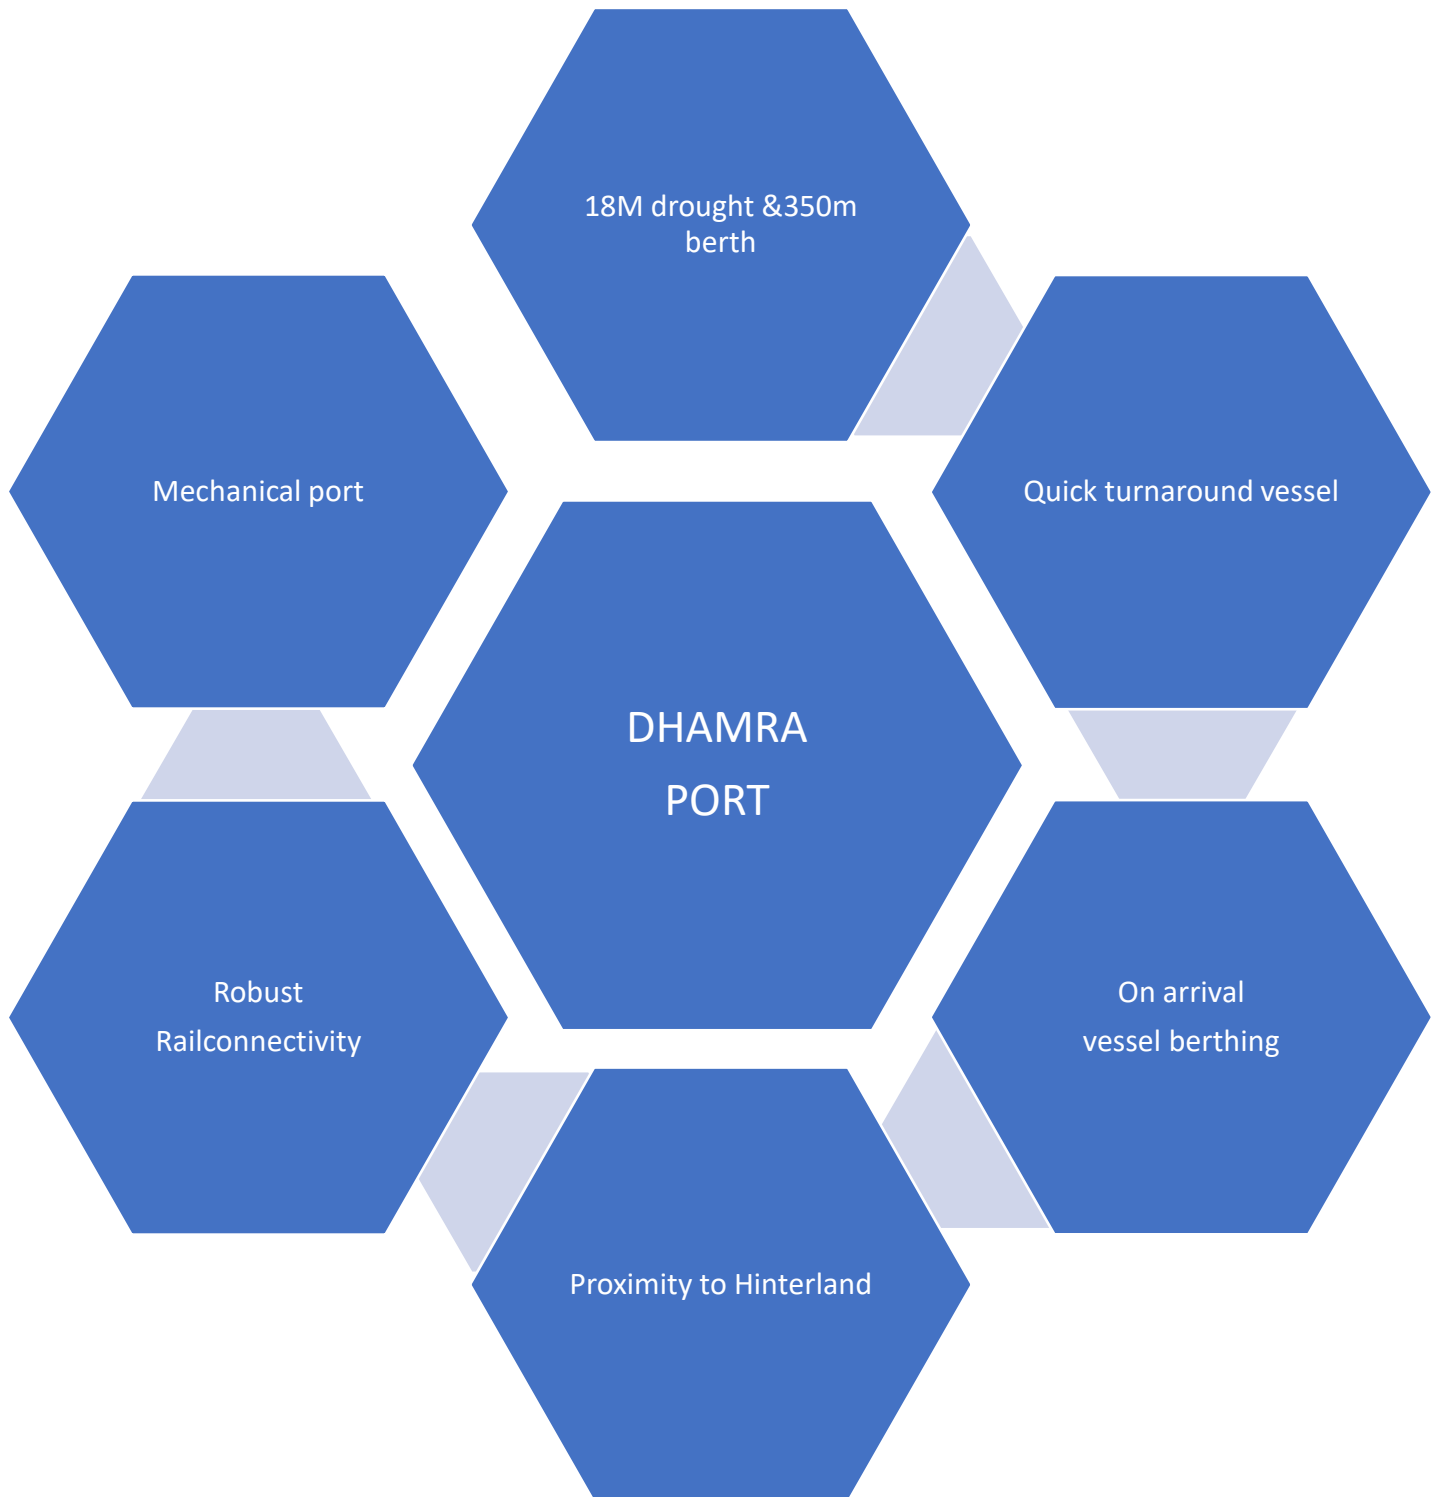 18M drought &350m
berth
Quick turnaround vessel
On arrival
vessel berthing
Proximity to Hinterland
Robust
Railconnectivity
Mechanical port
DHAMRA
PORT